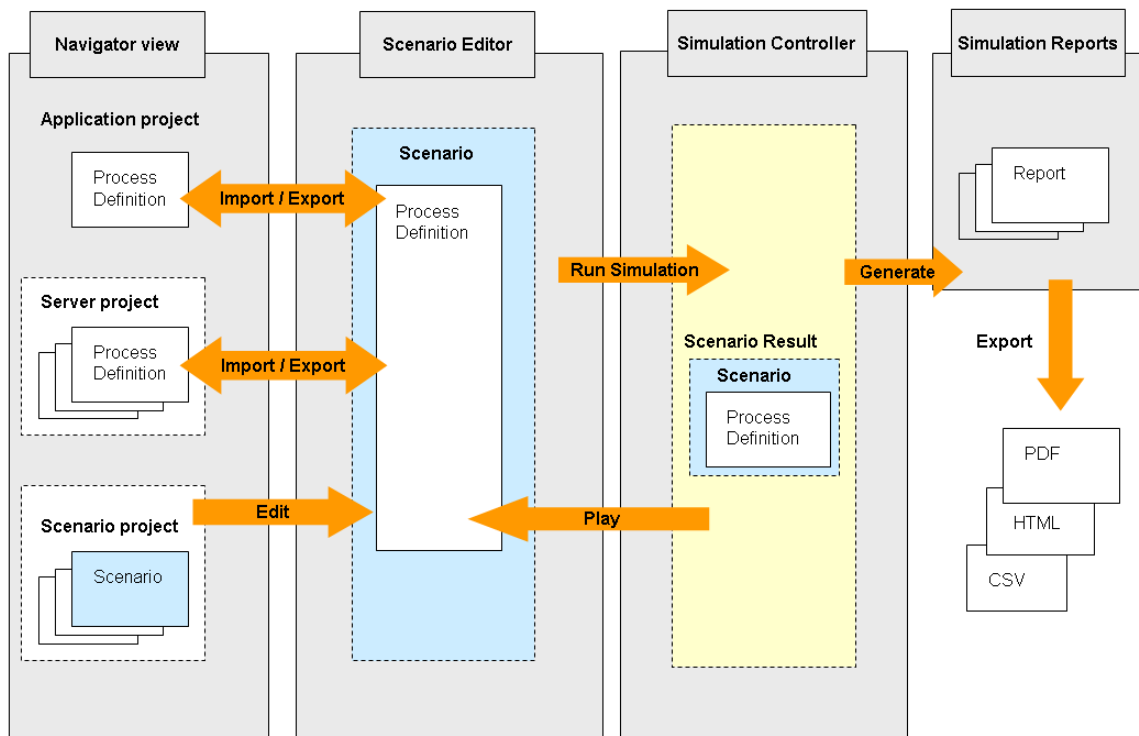 Navigator view
Scenario Editor
Simulation Controller
Simulation Reports
Application project
Process
Definition
Import / Export
Scenario
Process
Definition
Run Simulation
Generate
Report
Server project
Process
Definition
Import / Export
Scenario Result
Scenario
Process
Definition
Export
Scenario project
Scenario
Edit
Play
PDF
HTML
CSV